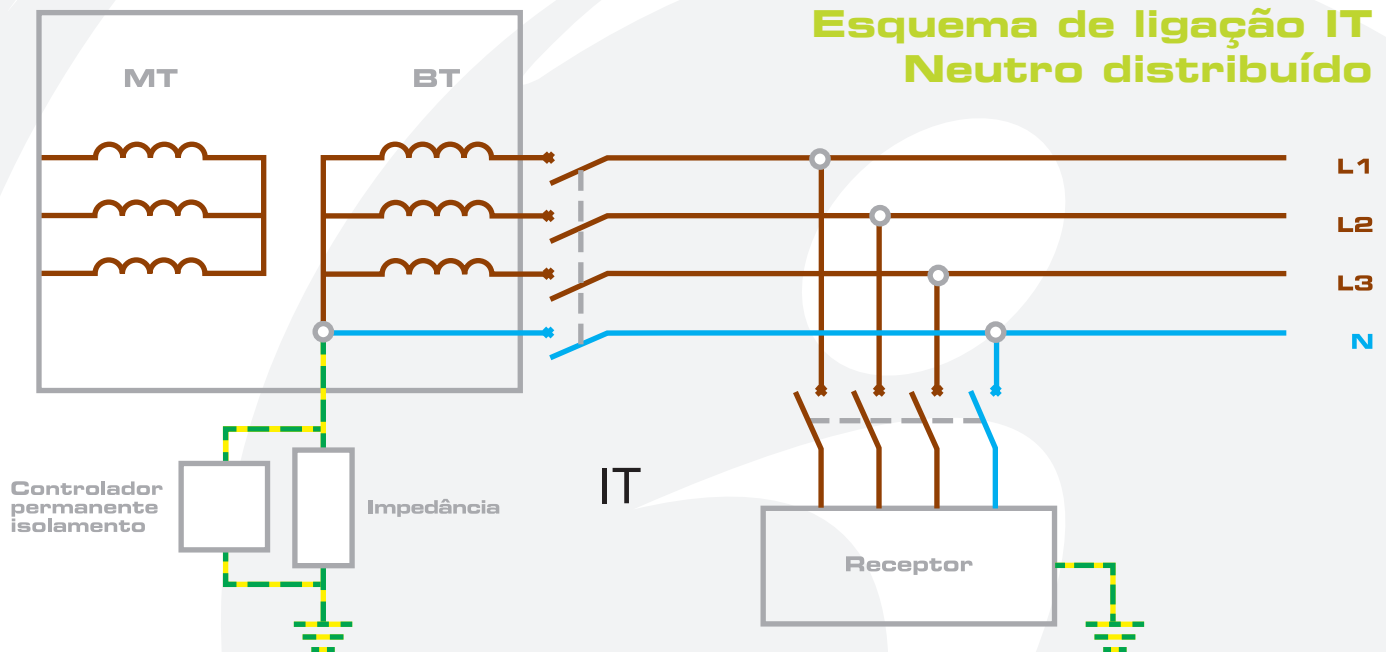 Esquema de ligação IT
Neutro distribuído
MT
BT
L1
L2
L3
N
Controlador
permanente
isolamento
Impedância
IT
Receptor